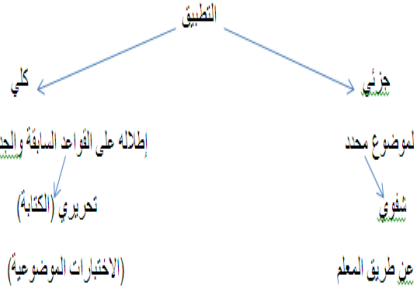 التطبيق
جزئي
كلي
لموضوع محدد
إطلاله على القواعد السابقة
شفوي
تحريري (الكتابة)
عن طريق المعلم
(الاختبارات الموضوعية)